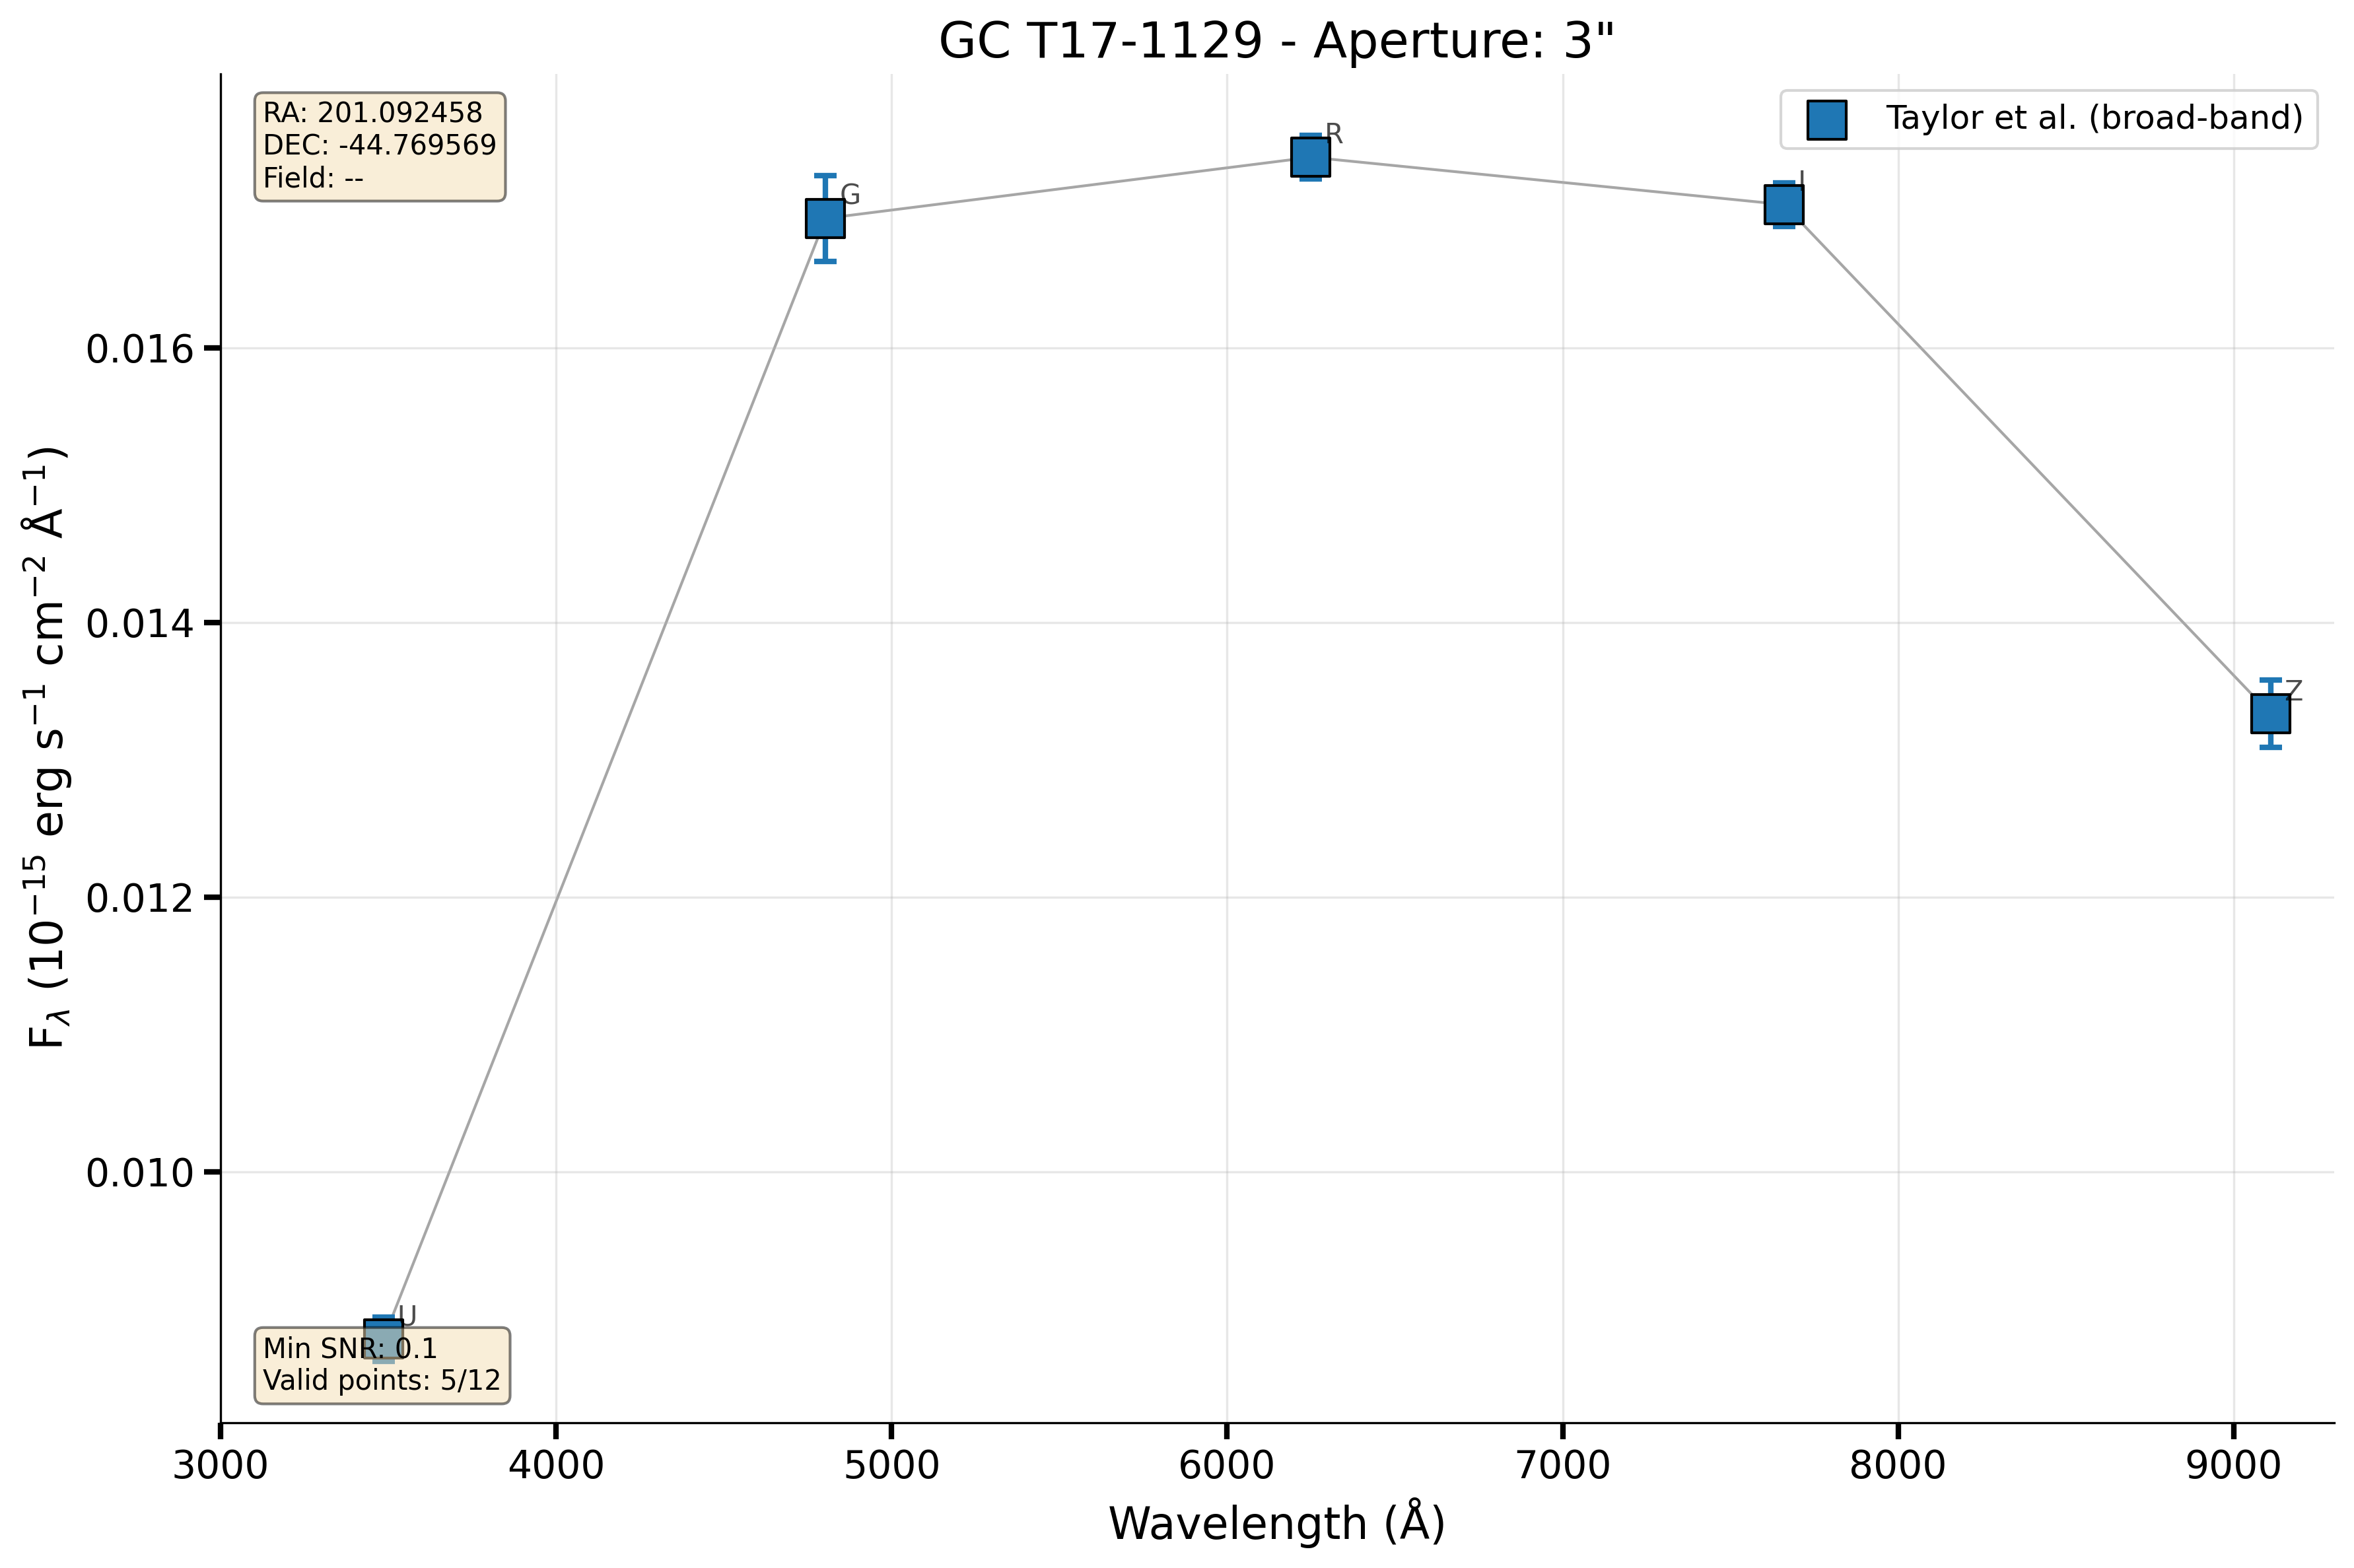 GC T17-1129 - Aperture: 3"
RA: 201.092458
DEC: -44.769569
Field: --
Taylor et al. (broad-band)
G
R
I
Z
U
Min SNR: 0.1
Valid points: 5/12
0.016
0.014
0.012
0.010
F_λ (10⁻¹⁵ erg s⁻¹ cm⁻² Å⁻¹)
3000 4000 5000 6000 7000 8000 9000
Wavelength (Å)